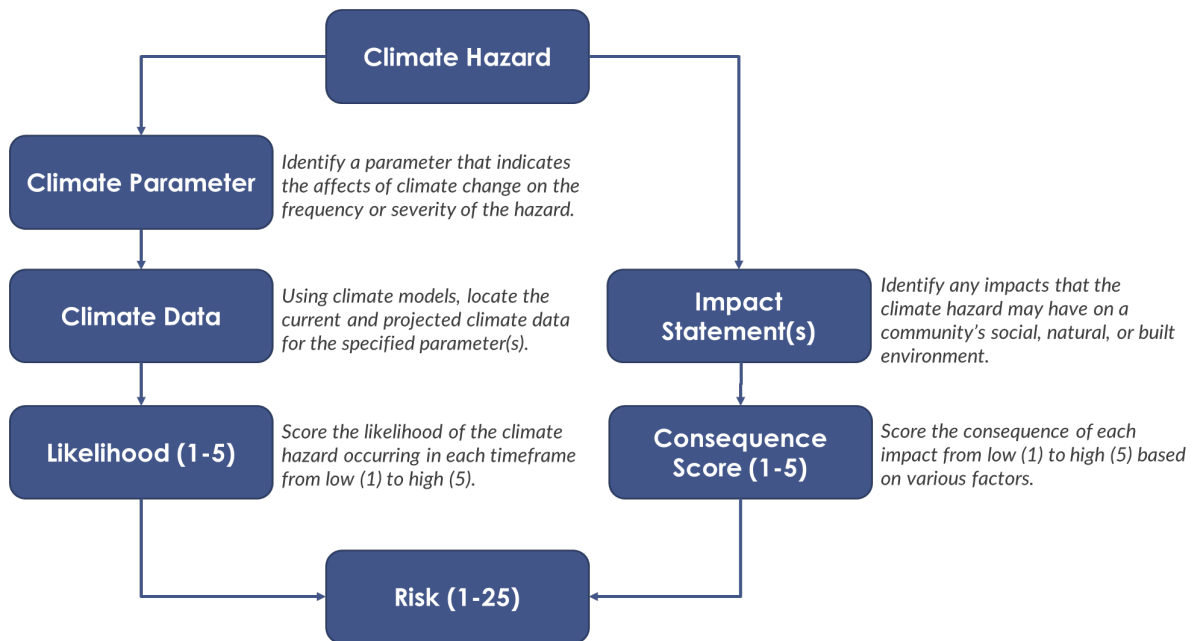 Climate Hazard
Climate Parameter
Identify a parameter that indicates
the affects of climate change on the
frequency or severity of the hazard.
Climate Data
Using climate models, locate the
current and projected climate data
for the specified parameter(s).
Impact
Statement(s)
Identify any impacts that the
climate hazard may have on a
community’s social, natural, or built
environment.
Likelihood (1-5)
Score the likelihood of the climate
hazard occurring in each timeframe
from low (1) to high (5).
Consequence
Score (1-5)
Score the consequence of each
impact from low (1) to high (5) based
on various factors.
Risk (1-25)